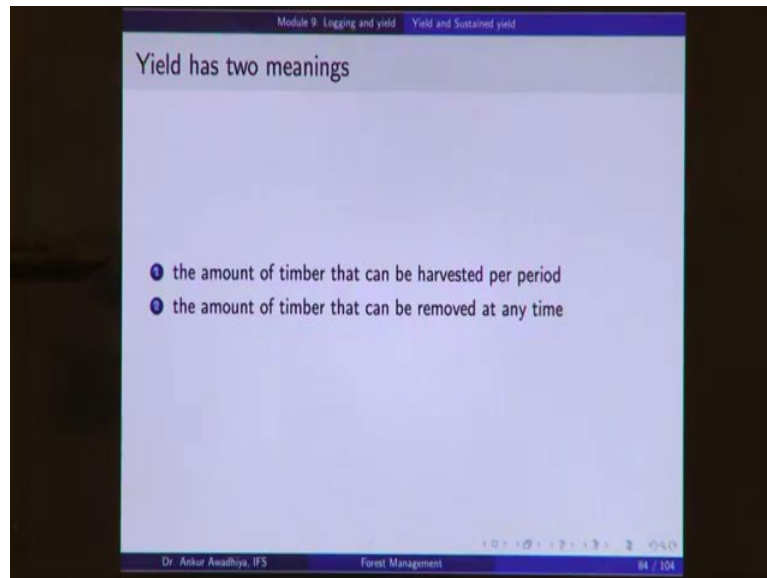 Module 9: Logging and yield Yield and Sustained yield
Yield has two meanings
1 the amount of timber that can be harvested per period
2 the amount of timber that can be removed at any time
Dr. Ankur Awadhiya, IFS Forest Management 84 / 104